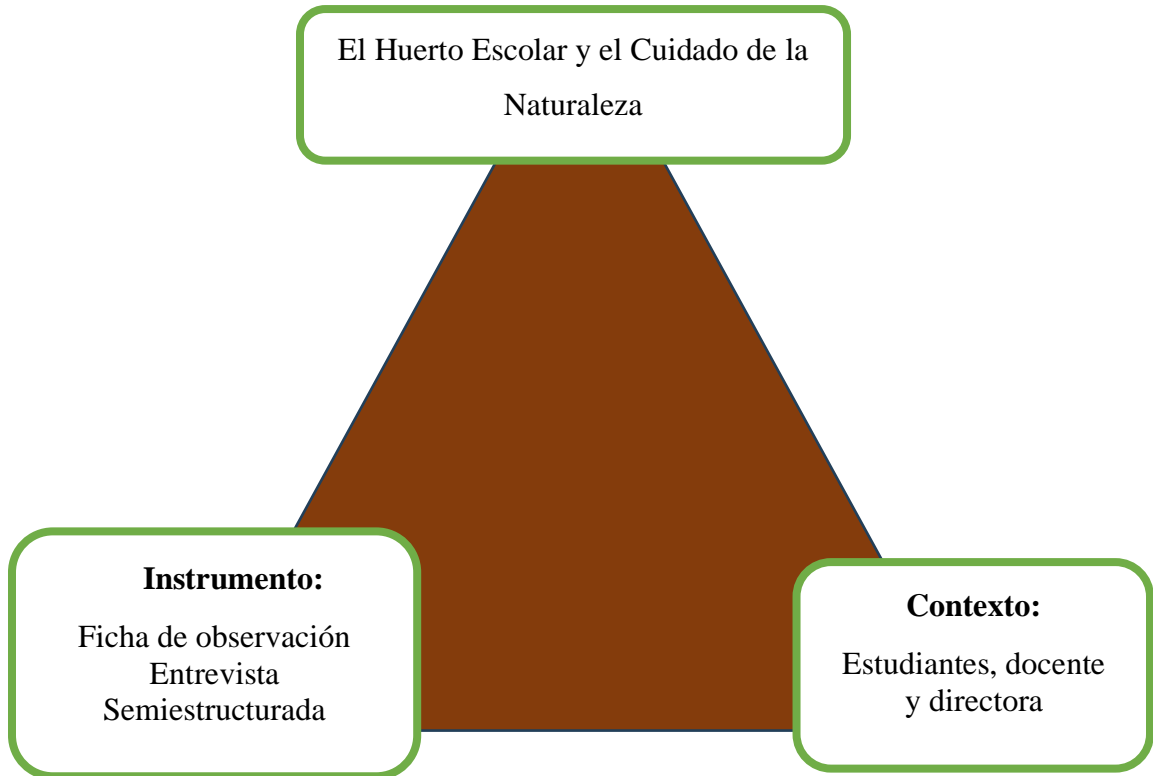 El Huerto Escolar y el Cuidado de la
Naturaleza
Instrumento:
Ficha de observación
Entrevista
Semiestructurada
Contexto:
Estudiantes, docente
y directora